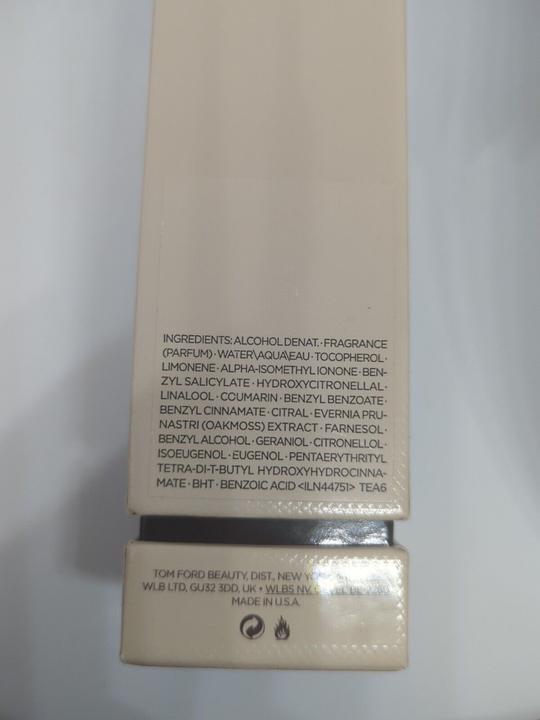 INGREDIENTS: ALCOHOL DENAT. · FRAGRANCE
(PARFUM) · WATER\AQUA\EAU · TOCOPHEROL ·
LIMONENE · ALPHA-ISOMETHYL IONONE · BEN-
ZYL SALICYLATE · HYDROXYCITRONELLAL ·
LINALOOL · COUMARIN · BENZYL BENZOATE ·
BENZYL CINNAMATE · CITRAL · EVERNIA PRU-
NASTRI (OAKMOSS) EXTRACT · FARNESOL ·
BENZYL ALCOHOL · GERANIOL · CITRONELLOL ·
ISOEUGENOL · EUGENOL · PENTAERYTHRITYL
TETRA-DI-T-BUTYL HYDROXYHYDROCINNA-
MATE · BHT · BENZOIC ACID <ILN44751> TEA6
TOM FORD BEAUTY, DIST., NEW
WLB LTD, GU32 3DD, UK • WLBS NV,
MADE IN U.S.A.